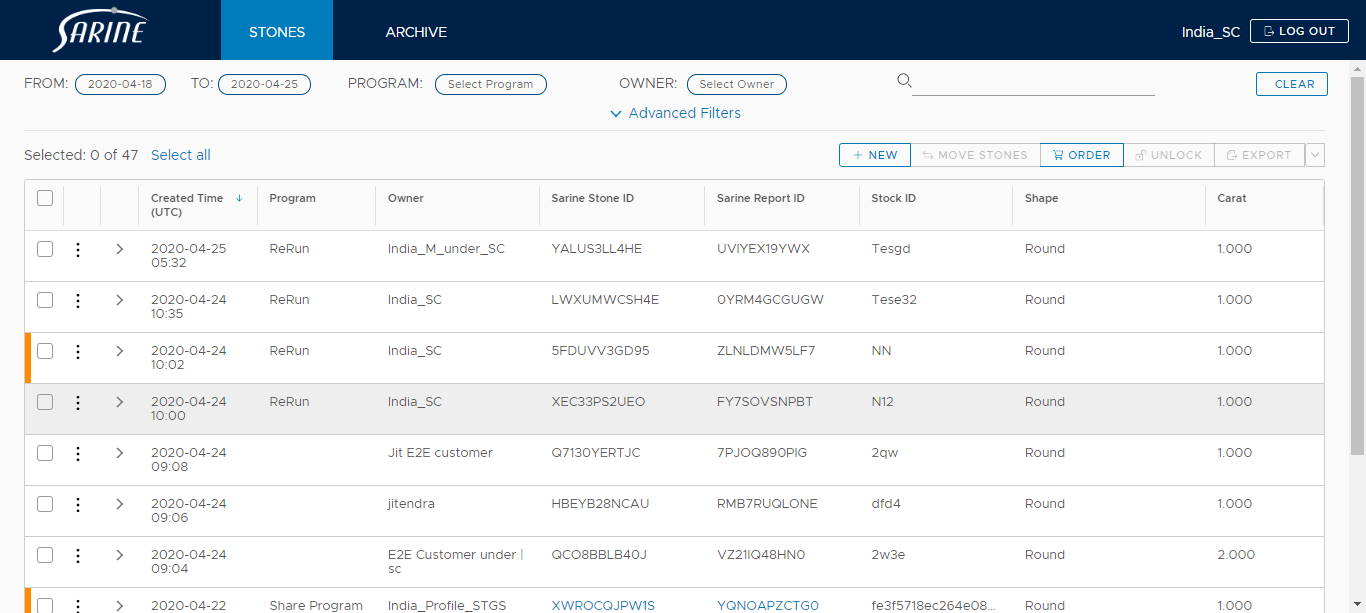 SARINE
STONES
ARCHIVE
India_SC
LOG OUT
FROM: 2020-04-18 TO: 2020-04-25 PROGRAM: Select Program OWNER: Select Owner CLEAR
Advanced Filters
Selected: 0 of 47 Select all + NEW MOVE STONES ORDER UNLOCK EXPORT
Created Time (UTC) Program Owner Sarine Stone ID Sarine Report ID Stock ID Shape Carat
2020-04-25 ReRun India_M_under_SC YALUS3LL4HE UVIYEX19YWX Tesgd Round 1.000
05:32
2020-04-24 ReRun India_SC LWXUMWCSH4E 0YRM4GCGUGW Tese32 Round 1.000
10:35
2020-04-24 ReRun India_SC 5FDUVV3GD95 ZLNLDMW5LF7 NN Round 1.000
10:02
2020-04-24 ReRun India_SC XEC33PS2UEO FY7SOVSNPBT N12 Round 1.000
10:00
2020-04-24 Jit E2E customer Q7130YERTJC 7PJOQ890PIG 2qw Round 1.000
09:08
2020-04-24 jitendra HBEYB28NCAU RMB7RUQLONE dfd4 Round 1.000
09:06
2020-04-24 E2E Customer under | QCO8BBLB40J VZ21IQ48HN0 2w3e Round 2.000
09:04 sc
2020-04-22 Share Program India_Profile_STGS XWROCQJPW1S YQNOAPZCTG0 fe3f5718ec264e08... Round 1.000